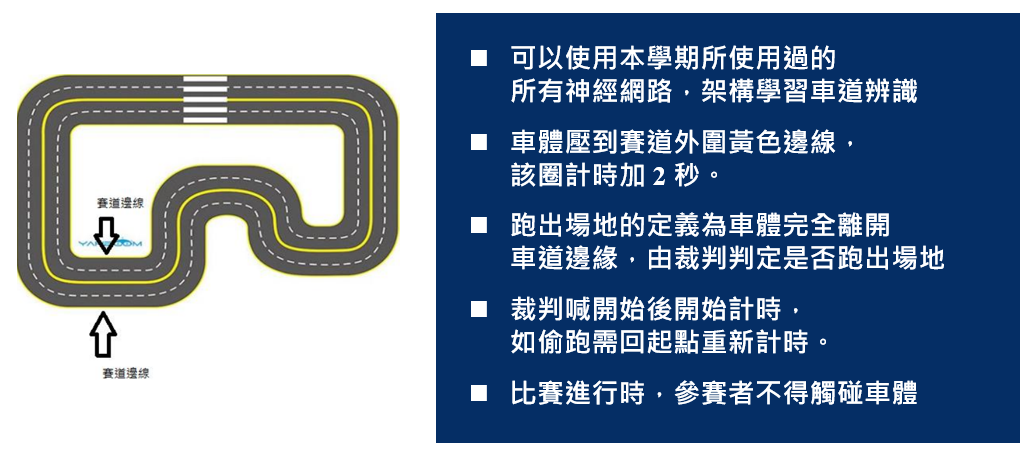 賽道邊線
賽道邊線
■ 可以使用本學期所使用過的
所有神經網路，架構學習車道辨識
■ 車體壓到賽道外圍黃色邊線，
該圈計時加 2 秒。
■ 跑出場地的定義為車體完全離開
車道邊緣，由裁判判定是否跑出場地
■ 裁判喊開始後開始計時，
如偷跑需回起點重新計時。
■ 比賽進行時，參賽者不得觸碰車體